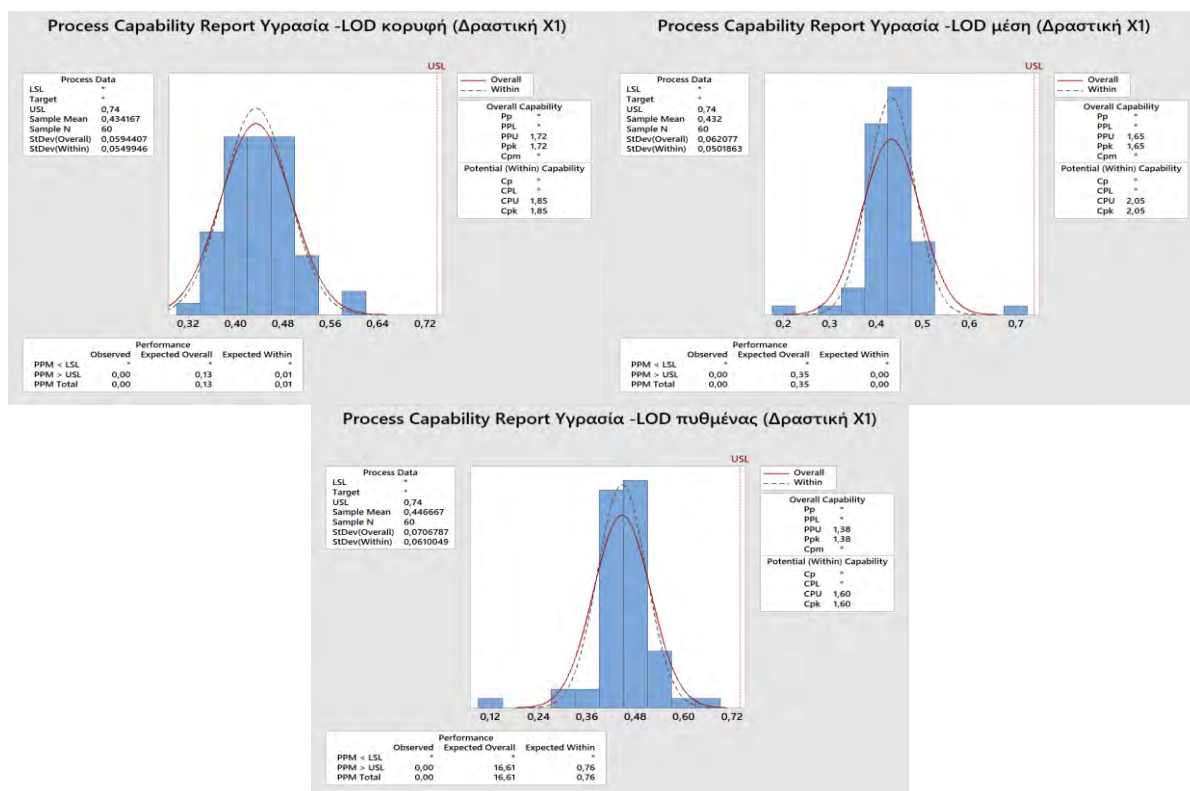 Process Capability Report Υγρασία -LOD κορυφή (Δραστική X1)
USL
Process Data
LSL *
Target *
USL 0,74
Sample Mean 0,434167
Sample N 60
StDev(Overall) 0,0594407
StDev(Within) 0,0549946
Overall
Within
Overall Capability
Pp *
PPL *
PPU 1,72
Ppk 1,72
Cpm *
Potential (Within) Capability
Cp *
CPL *
CPU 1,85
Cpk 1,85
0,32 0,40 0,48 0,56 0,64 0,72
Performance
Observed Expected Overall Expected Within
PPM < LSL * * *
PPM > USL 0,00 0,13 0,01
PPM Total 0,00 0,13 0,01
Process Capability Report Υγρασία -LOD μέση (Δραστική X1)
USL
Process Data
LSL *
Target *
USL 0,74
Sample Mean 0,432
Sample N 60
StDev(Overall) 0,062077
StDev(Within) 0,0501863
Overall
Within
Overall Capability
Pp *
PPL *
PPU 1,65
Ppk 1,65
Cpm *
Potential (Within) Capability
Cp *
CPL *
CPU 2,05
Cpk 2,05
0,2 0,3 0,4 0,5 0,6 0,7
Performance
Observed Expected Overall Expected Within
PPM < LSL * * *
PPM > USL 0,00 0,35 0,00
PPM Total 0,00 0,35 0,00
Process Capability Report Υγρασία -LOD πυθμένας (Δραστική X1)
USL
Process Data
LSL *
Target *
USL 0,74
Sample Mean 0,446667
Sample N 60
StDev(Overall) 0,0706787
StDev(Within) 0,0610049
Overall
Within
Overall Capability
Pp *
PPL *
PPU 1,38
Ppk 1,38
Cpm *
Potential (Within) Capability
Cp *
CPL *
CPU 1,60
Cpk 1,60
0,12 0,24 0,36 0,48 0,60 0,72
Performance
Observed Expected Overall Expected Within
PPM < LSL * * *
PPM > USL 0,00 16,61 0,76
PPM Total 0,00 16,61 0,76